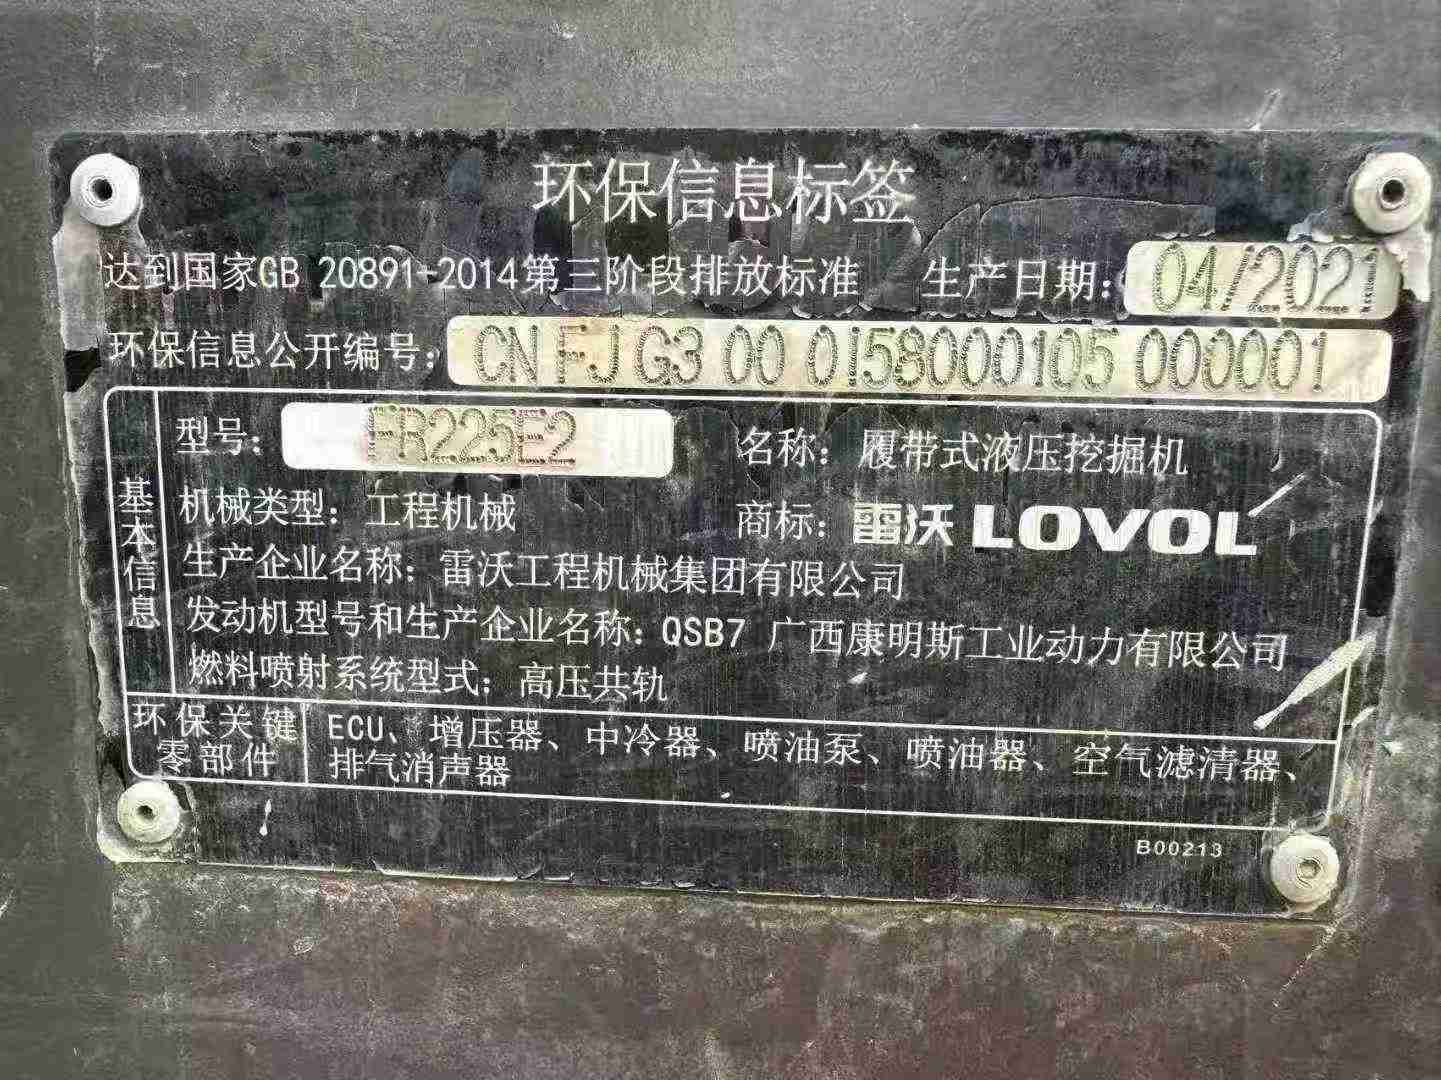 环保信息标签
达到国家GB 20891-2014第三阶段排放标准 生产日期：04/2021
环保信息公开编号：CN FJ G3 00 0J58000105 000001
基本信息
型号：FR225E2 名称：履带式液压挖掘机
机械类型：工程机械 商标：雷沃 LOVOL
生产企业名称：雷沃工程机械集团有限公司
发动机型号和生产企业名称：QSB7 广西康明斯工业动力有限公司
燃料喷射系统型式：高压共轨
环保关键零部件
ECU、增压器、中冷器、喷油泵、喷油器、空气滤清器、
排气消声器
B00213